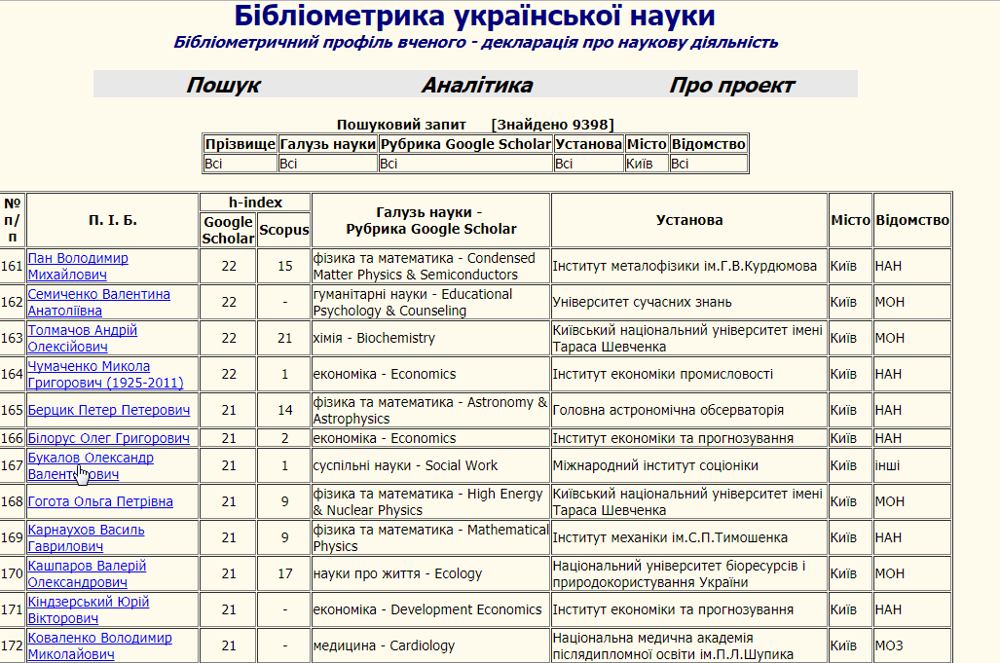 Бібліометрика української науки
Бібліометричний профіль вченого - декларація про наукову діяльність
Пошук Аналітика Про проект
Пошуковий запит [Знайдено 9398]
Прізвище Галузь науки Рубрика Google Scholar Установа Місто Відомство
Всі Всі Всі Всі Київ Всі
№ п/п П. І. Б. h-index Google Scholar Scopus Галузь науки - Рубрика Google Scholar Установа Місто Відомство
161 Пан Володимир Михайлович 22 15 фізика та математика - Condensed Matter Physics & Semiconductors Інститут металофізики ім.Г.В.Курдюмова Київ НАН
162 Семиченко Валентина Анатоліївна 22 - гуманітарні науки - Educational Psychology & Counseling Університет сучасних знань Київ МОН
163 Толмачов Андрій Олексійович 22 21 хімія - Biochemistry Київський національний університет імені Тараса Шевченка Київ МОН
164 Чумаченко Микола Григорович (1925-2011) 22 1 економіка - Economics Інститут економіки промисловості Київ НАН
165 Берцик Петер Петерович 21 14 фізика та математика - Astronomy & Astrophysics Головна астрономічна обсерваторія Київ НАН
166 Білорус Олег Григорович 21 2 економіка - Economics Інститут економіки та прогнозування Київ НАН
167 Букалов Олександр 21 1 суспільні науки - Social Work Міжнародний інститут соціоніки Київ інші
168 Гогота Ольга Петрівна 21 9 фізика та математика - High Energy & Nuclear Physics Київський національний університет імені Тараса Шевченка Київ МОН
169 Карнаухов Василь Гаврилович 21 9 фізика та математика - Mathematical Physics Інститут механіки ім.С.П.Тимошенка Київ НАН
170 Кашпаров Валерій Олександрович 21 17 науки про життя - Ecology Національний університет біоресурсів і природокористування України Київ МОН
171 Кіндзерський Юрій Вікторович 21 - економіка - Development Economics Інститут економіки та прогнозування Київ НАН
172 Коваленко Володимир Миколайович 21 - медицина - Cardiology Національна медична академія післядипломної освіти ім.П.Л.Шупика Київ МОЗ